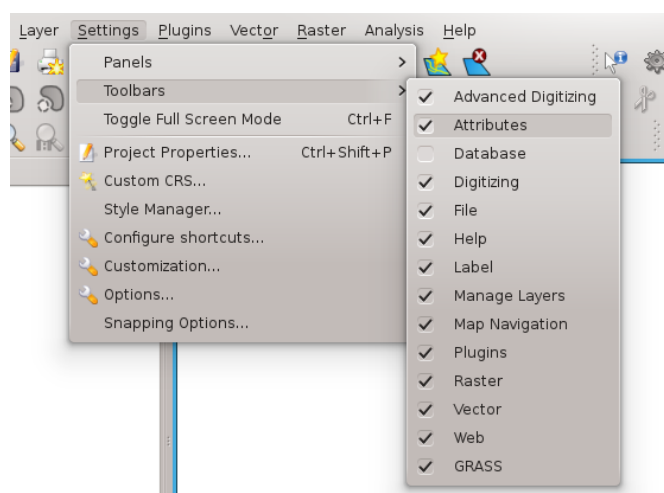 Layer Settings Plugins Vector Raster Analysis Help
Panels
Toolbars
Toggle Full Screen Mode Ctrl+F
Project Properties... Ctrl+Shift+P
Custom CRS...
Style Manager...
Configure shortcuts...
Customization...
Options...
Snapping Options...
Advanced Digitizing
Attributes
Database
Digitizing
File
Help
Label
Manage Layers
Map Navigation
Plugins
Raster
Vector
Web
GRASS